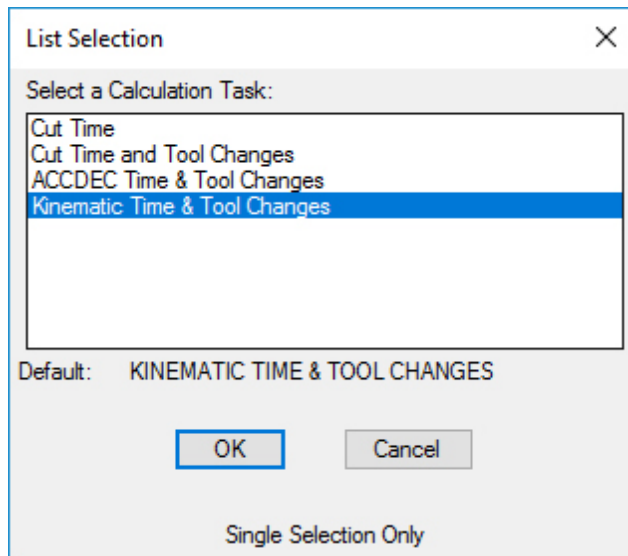 List Selection
Select a Calculation Task:
Cut Time
Cut Time and Tool Changes
ACCDEC Time & Tool Changes
Kinematic Time & Tool Changes
Default: KINEMATIC TIME & TOOL CHANGES
OK Cancel
Single Selection Only